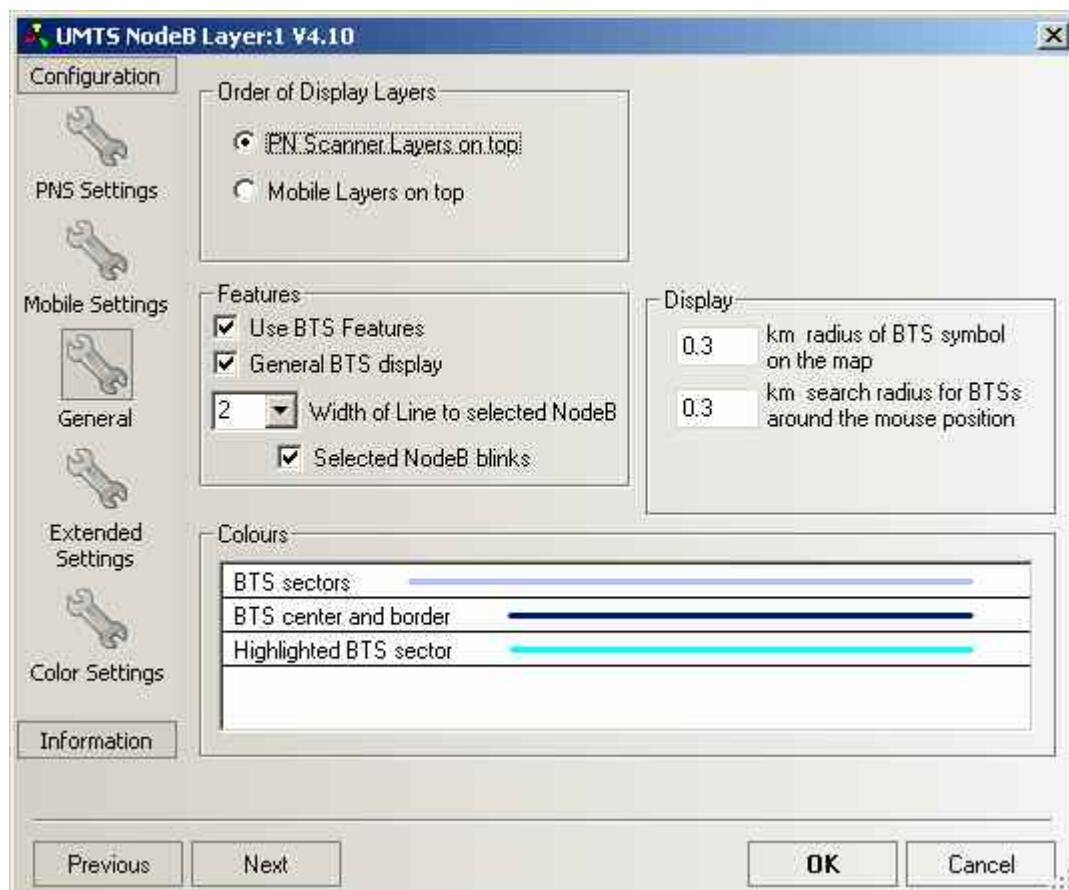 UMTS NodeB Layer:1 V4.10
Configuration
PNS Settings
Mobile Settings
General
Extended
Settings
Color Settings
Information
Order of Display Layers
PN Scanner Layers on top
Mobile Layers on top
Features
Use BTS Features
General BTS display
2 Width of Line to selected NodeB
Selected NodeB blinks
Display
0.3 km radius of BTS symbol
on the map
0.3 km search radius for BTSs
around the mouse position
Colours
BTS sectors
BTS center and border
Highlighted BTS sector
Previous
Next
OK
Cancel